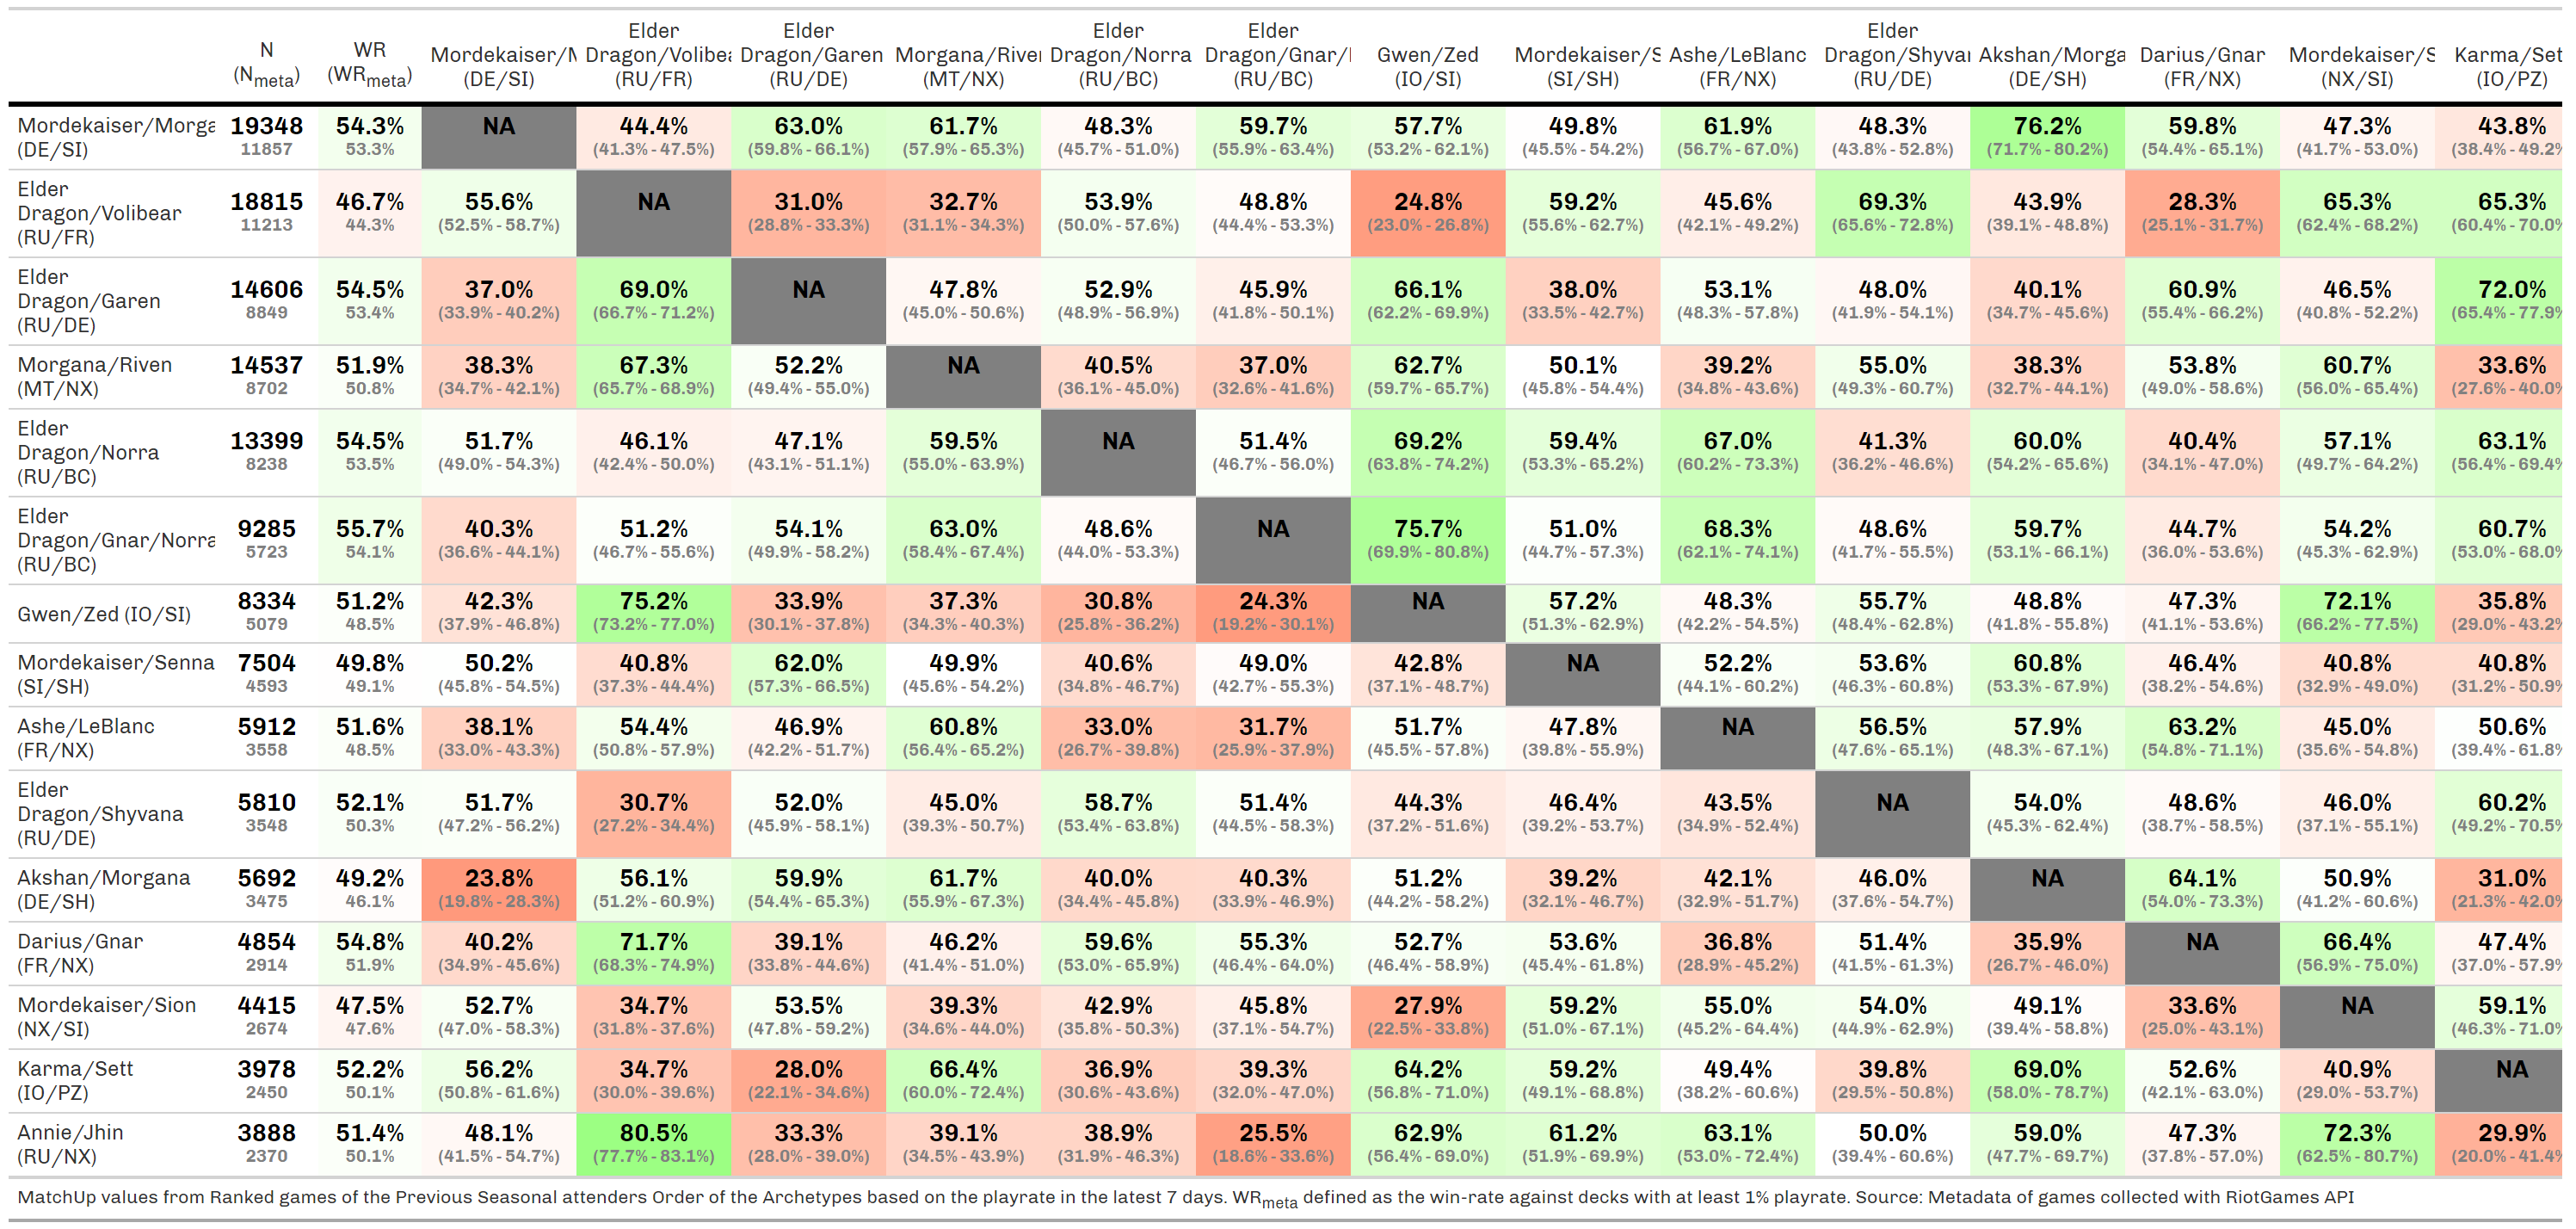 Elder Elder Elder Elder Elder
N WR Mordekaiser/M Dragon/Volibea Dragon/Garen Morgana/Riven Dragon/Norra Dragon/Gnar/ Gwen/Zed Mordekaiser/S Ashe/LeBlanc Dragon/Shyvan Akshan/Morga Darius/Gnar Mordekaiser/S Karma/Sett
(Nmeta) (WRmeta) (DE/SI) (RU/FR) (RU/DE) (MT/NX) (RU/BC) (RU/BC) (IO/SI) (SI/SH) (FR/NX) (RU/DE) (DE/SH) (FR/NX) (NX/SI) (IO/PZ)
Mordekaiser/Morga 19348 54.3% NA 44.4% 63.0% 61.7% 48.3% 59.7% 57.7% 49.8% 61.9% 48.3% 76.2% 59.8% 47.3% 43.8%
(DE/SI) 11857 53.3% (41.3% - 47.5%) (59.8% - 66.1%) (57.9% - 65.3%) (45.7% - 51.0%) (55.9% - 63.4%) (53.2% - 62.1%) (45.5% - 54.2%) (56.7% - 67.0%) (43.8% - 52.8%) (71.7% - 80.2%) (54.4% - 65.1%) (41.7% - 53.0%) (38.4% - 49.2%
Elder
Dragon/Volibear 18815 46.7% 55.6% NA 31.0% 32.7% 53.9% 48.8% 24.8% 59.2% 45.6% 69.3% 43.9% 28.3% 65.3% 65.3%
(RU/FR) 11213 44.3% (52.5% - 58.7%) (28.8% - 33.3%) (31.1% - 34.3%) (50.0% - 57.6%) (44.4% - 53.3%) (23.0% - 26.8%) (55.6% - 62.7%) (42.1% - 49.2%) (65.6% - 72.8%) (39.1% - 48.8%) (25.1% - 31.7%) (62.4% - 68.2%) (60.4% - 70.0%
Elder
Dragon/Garen 14606 54.5% 37.0% 69.0% NA 47.8% 52.9% 45.9% 66.1% 38.0% 53.1% 48.0% 40.1% 60.9% 46.5% 72.0%
(RU/DE) 8849 53.4% (33.9% - 40.2%) (66.7% - 71.2%) (45.0% - 50.6%) (48.9% - 56.9%) (41.8% - 50.1%) (62.2% - 69.9%) (33.5% - 42.7%) (48.3% - 57.8%) (41.9% - 54.1%) (34.7% - 45.6%) (55.4% - 66.2%) (40.8% - 52.2%) (65.4% - 77.9%
Morgana/Riven 14537 51.9% 38.3% 67.3% 52.2% NA 40.5% 37.0% 62.7% 50.1% 39.2% 55.0% 38.3% 53.8% 60.7% 33.6%
(MT/NX) 8702 50.8% (34.7% - 42.1%) (65.7% - 68.9%) (49.4% - 55.0%) (36.1% - 45.0%) (32.6% - 41.6%) (59.7% - 65.7%) (45.8% - 54.4%) (34.8% - 43.6%) (49.3% - 60.7%) (32.7% - 44.1%) (49.0% - 58.6%) (56.0% - 65.4%) (27.6% - 40.0%
Elder
Dragon/Norra 13399 54.5% 51.7% 46.1% 47.1% 59.5% NA 51.4% 69.2% 59.4% 67.0% 41.3% 60.0% 40.4% 57.1% 63.1%
(RU/BC) 8238 53.5% (49.0% - 54.3%) (42.4% - 50.0%) (43.1% - 51.1%) (55.0% - 63.9%) (46.7% - 56.0%) (63.8% - 74.2%) (53.3% - 65.2%) (60.2% - 73.3%) (36.2% - 46.6%) (54.2% - 65.6%) (34.1% - 47.0%) (49.7% - 64.2%) (56.4% - 69.4%
Elder
Dragon/Gnar/Norra 9285 55.7% 40.3% 51.2% 54.1% 63.0% 48.6% NA 75.7% 51.0% 68.3% 48.6% 59.7% 44.7% 54.2% 60.7%
(RU/BC) 5723 54.1% (36.6% - 44.1%) (46.7% - 55.6%) (49.9% - 58.2%) (58.4% - 67.4%) (44.0% - 53.3%) (69.9% - 80.8%) (44.7% - 57.3%) (62.1% - 74.1%) (41.7% - 55.5%) (53.1% - 66.1%) (36.0% - 53.6%) (45.3% - 62.9%) (53.0% - 68.0%
Gwen/Zed (IO/SI) 8334 51.2% 42.3% 75.2% 33.9% 37.3% 30.8% 24.3% NA 57.2% 48.3% 55.7% 48.8% 47.3% 72.1% 35.8%
5079 48.5% (37.9% - 46.8%) (73.2% - 77.0%) (30.1% - 37.8%) (34.3% - 40.3%) (25.8% - 36.2%) (19.2% - 30.1%) (51.3% - 62.9%) (42.2% - 54.5%) (48.4% - 62.8%) (41.8% - 55.8%) (41.1% - 53.6%) (66.2% - 77.5%) (29.0% - 43.2%
Mordekaiser/Senna 7504 49.8% 50.2% 40.8% 62.0% 49.9% 40.6% 49.0% 42.8% NA 52.2% 53.6% 60.8% 46.4% 40.8% 40.8%
(SI/SH) 4593 49.1% (45.8% - 54.5%) (37.3% - 44.4%) (57.3% - 66.5%) (45.6% - 54.2%) (34.8% - 46.7%) (42.7% - 55.3%) (37.1% - 48.7%) (44.1% - 60.2%) (46.3% - 60.8%) (53.3% - 67.9%) (38.2% - 54.6%) (32.9% - 49.0%) (31.2% - 50.9%
Ashe/LeBlanc 5912 51.6% 38.1% 54.4% 46.9% 60.8% 33.0% 31.7% 51.7% 47.8% NA 56.5% 57.9% 63.2% 45.0% 50.6%
(FR/NX) 3558 48.5% (33.0% - 43.3%) (50.8% - 57.9%) (42.2% - 51.7%) (56.4% - 65.2%) (26.7% - 39.8%) (25.9% - 37.9%) (45.5% - 57.8%) (39.8% - 55.9%) (47.6% - 65.1%) (48.3% - 67.1%) (54.8% - 71.1%) (35.6% - 54.8%) (39.4% - 61.8%
Elder
Dragon/Shyvana 5810 52.1% 51.7% 30.7% 52.0% 45.0% 58.7% 51.4% 44.3% 46.4% 43.5% NA 54.0% 48.6% 46.0% 60.2%
(RU/DE) 3548 50.3% (47.2% - 56.2%) (27.2% - 34.4%) (45.9% - 58.1%) (39.3% - 50.7%) (53.4% - 63.8%) (44.5% - 58.3%) (37.2% - 51.6%) (39.2% - 53.7%) (34.9% - 52.4%) (45.3% - 62.4%) (38.7% - 58.5%) (37.1% - 55.1%) (49.2% - 70.5%
Akshan/Morgana 5692 49.2% 23.8% 56.1% 59.9% 61.7% 40.0% 40.3% 51.2% 39.2% 42.1% 46.0% NA 64.1% 50.9% 31.0%
(DE/SH) 3475 46.1% (19.8% - 28.3%) (51.2% - 60.9%) (54.4% - 65.3%) (55.9% - 67.3%) (34.4% - 45.8%) (33.9% - 46.9%) (44.2% - 58.2%) (32.1% - 46.7%) (32.9% - 51.7%) (37.6% - 54.7%) (54.0% - 73.3%) (41.2% - 60.6%) (21.3% - 42.0%
Darius/Gnar 4854 54.8% 40.2% 71.7% 39.1% 46.2% 59.6% 55.3% 52.7% 53.6% 36.8% 51.4% 35.9% NA 66.4% 47.4%
(FR/NX) 2914 51.9% (34.9% - 45.6%) (68.3% - 74.9%) (33.8% - 44.6%) (41.4% - 51.0%) (53.0% - 65.9%) (46.4% - 64.0%) (46.4% - 58.9%) (45.4% - 61.8%) (28.9% - 45.2%) (41.5% - 61.3%) (26.7% - 46.0%) (56.9% - 75.0%) (37.0% - 57.9%
Mordekaiser/Sion 4415 47.5% 52.7% 34.7% 53.5% 39.3% 42.9% 45.8% 27.9% 59.2% 55.0% 54.0% 49.1% 33.6% NA 59.1%
(NX/SI) 2674 47.6% (47.0% - 58.3%) (31.8% - 37.6%) (47.8% - 59.2%) (34.6% - 44.0%) (35.8% - 50.3%) (37.1% - 54.7%) (22.5% - 33.8%) (51.0% - 67.1%) (45.2% - 64.4%) (44.9% - 62.9%) (39.4% - 58.8%) (25.0% - 43.1%) (46.3% - 71.0%
Karma/Sett 3978 52.2% 56.2% 34.7% 28.0% 66.4% 36.9% 39.3% 64.2% 59.2% 49.4% 39.8% 69.0% 52.6% 40.9% NA
(IO/PZ) 2450 50.1% (50.8% - 61.6%) (30.0% - 39.6%) (22.1% - 34.6%) (60.0% - 72.4%) (30.6% - 43.6%) (32.0% - 47.0%) (56.8% - 71.0%) (49.1% - 68.8%) (38.2% - 60.6%) (29.5% - 50.8%) (58.0% - 78.7%) (42.1% - 63.0%) (29.0% - 53.7%)
Annie/Jhin 3888 51.4% 48.1% 80.5% 33.3% 39.1% 38.9% 25.5% 62.9% 61.2% 63.1% 50.0% 59.0% 47.3% 72.3% 29.9%
(RU/NX) 2370 50.1% (41.5% - 54.7%) (77.7% - 83.1%) (28.0% - 39.0%) (34.5% - 43.9%) (31.9% - 46.3%) (18.6% - 33.6%) (56.4% - 69.0%) (51.9% - 69.9%) (53.0% - 72.4%) (39.4% - 60.6%) (47.7% - 69.7%) (37.8% - 57.0%) (62.5% - 80.7%) (20.0% - 41.4%
MatchUp values from Ranked games of the Previous Seasonal attenders Order of the Archetypes based on the playrate in the latest 7 days. WRmeta defined as the win-rate against decks with at least 1% playrate. Source: Metadata of games collected with RiotGames API